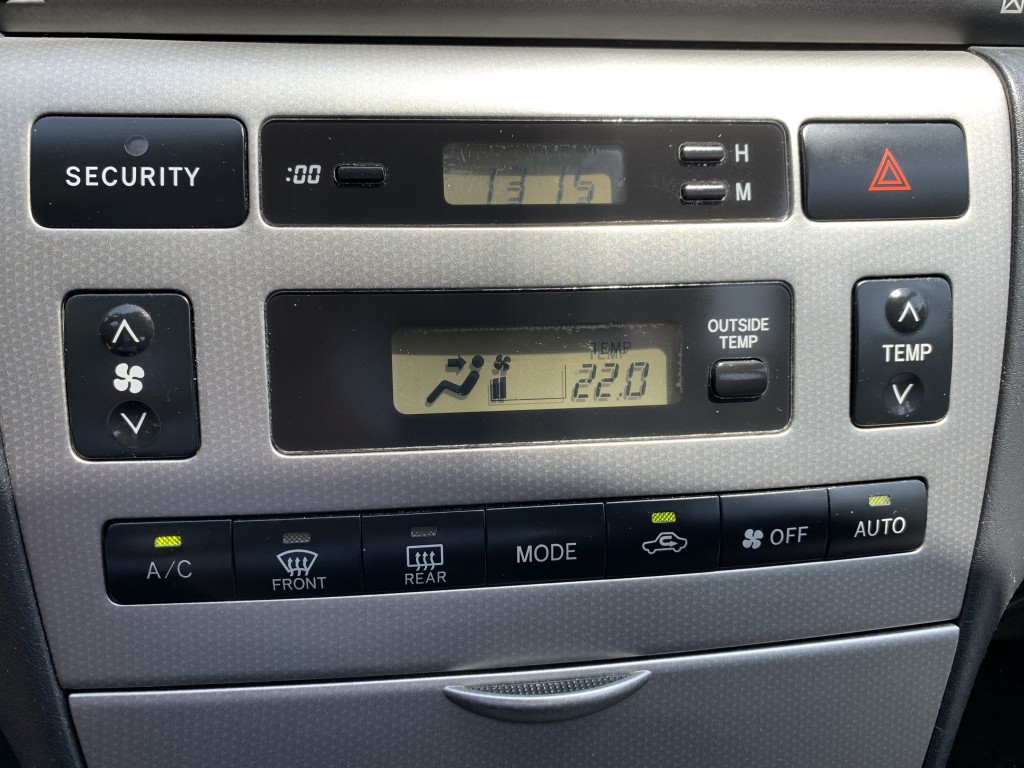 SECURITY
:00
13 15
H
M
TEMP
22.0
OUTSIDE
TEMP
TEMP
A/C
FRONT
REAR
MODE
OFF
AUTO